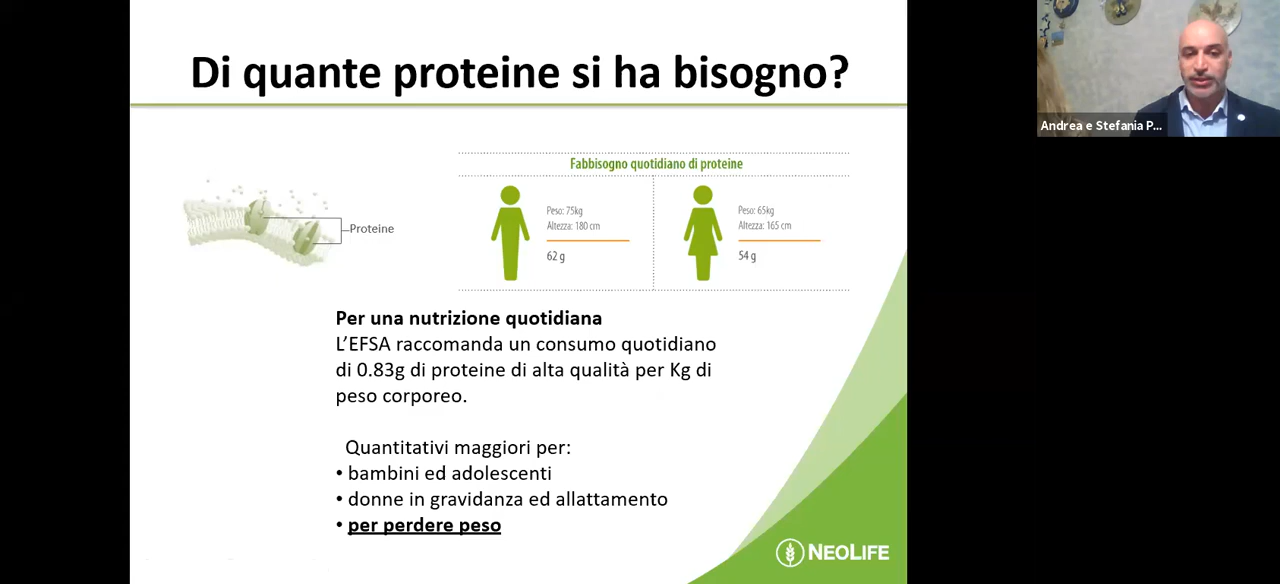 Di quante proteine si ha bisogno?
Andrea e Stefania P...
Fabbisogno quotidiano di proteine
Proteine
Peso: 75kg
Altezza: 180 cm
62 g
Peso: 65kg
Altezza: 165 cm
54 g
Per una nutrizione quotidiana
L'EFSA raccomanda un consumo quotidiano
di 0.83g di proteine di alta qualità per Kg di
peso corporeo.
Quantitativi maggiori per:
• bambini ed adolescenti
• donne in gravidanza ed allattamento
• per perdere peso
NEOLIFE